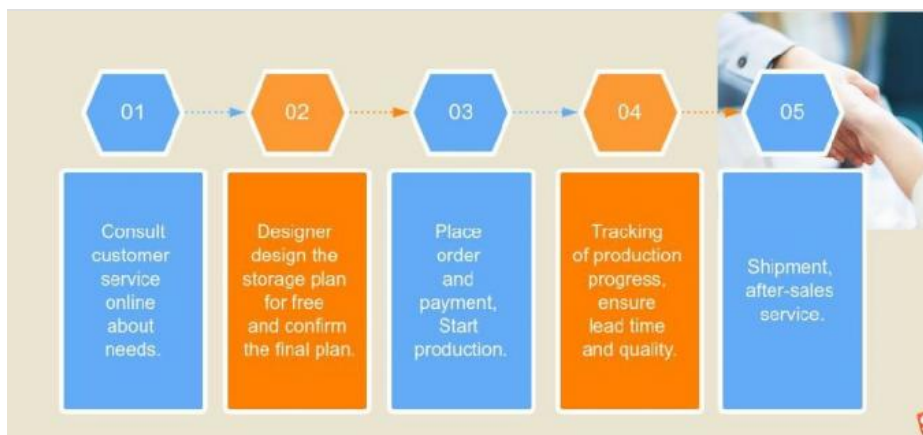 01
02
03
04
05
Consult
customer
service
online
about
needs.
Designer
design the
storage plan
for free
and confirm
the final plan.
Place
order
and
payment,
Start
production.
Tracking
of production
progress,
ensure
lead time
and quality.
Shipment,
after-sales
service.